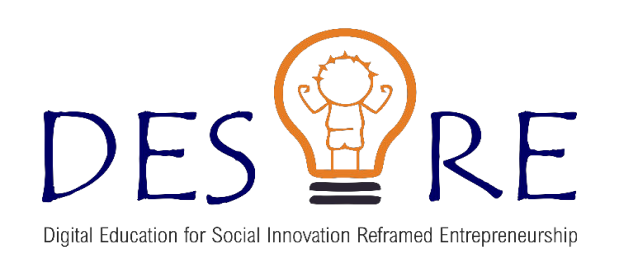 DES RE
Digital Education for Social Innovation Reframed Entrepreneurship